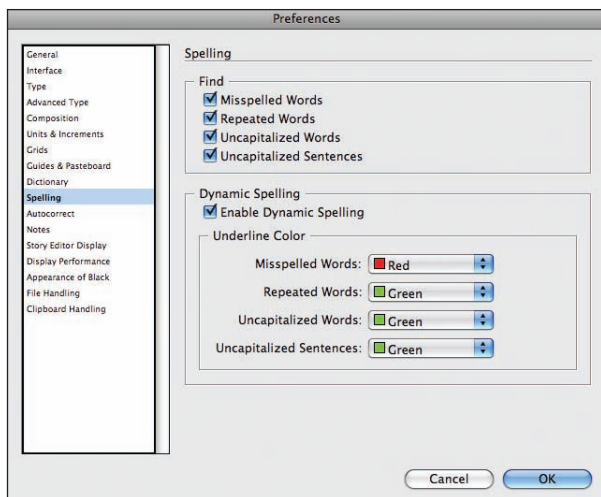 Preferences
General
Interface
Type
Advanced Type
Composition
Units & Increments
Grids
Guides & Pasteboard
Dictionary
Spelling
Autocorrect
Notes
Story Editor Display
Display Performance
Appearance of Black
File Handling
Clipboard Handling
Spelling
Find
Misspelled Words
Repeated Words
Uncapitalized Words
Uncapitalized Sentences
Dynamic Spelling
Enable Dynamic Spelling
Underline Color
Misspelled Words: Red
Repeated Words: Green
Uncapitalized Words: Green
Uncapitalized Sentences: Green
Cancel OK